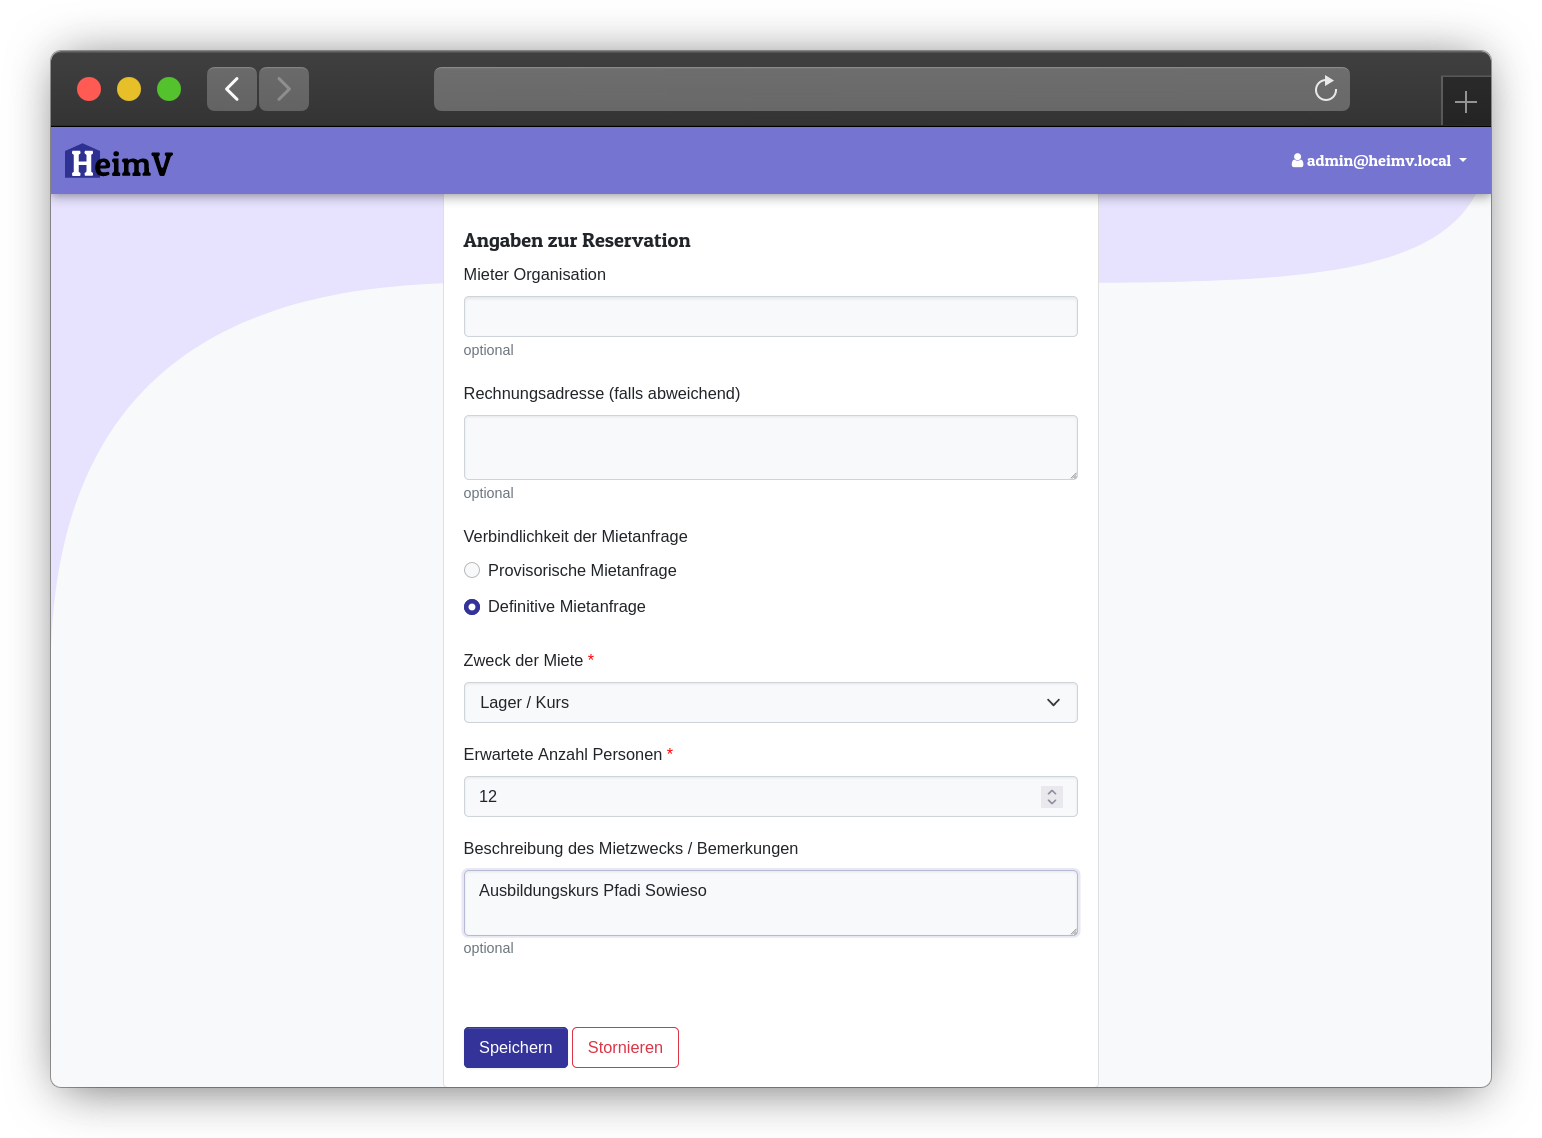 HeimV
admin@heimv.local
Angaben zur Reservation
Mieter Organisation
optional
Rechnungsadresse (falls abweichend)
optional
Verbindlichkeit der Mietanfrage
Provisorische Mietanfrage
Definitive Mietanfrage
Zweck der Miete *
Lager / Kurs
Erwartete Anzahl Personen *
12
Beschreibung des Mietzwecks / Bemerkungen
Ausbildungskurs Pfadi Sowieso
optional
Speichern Stornieren